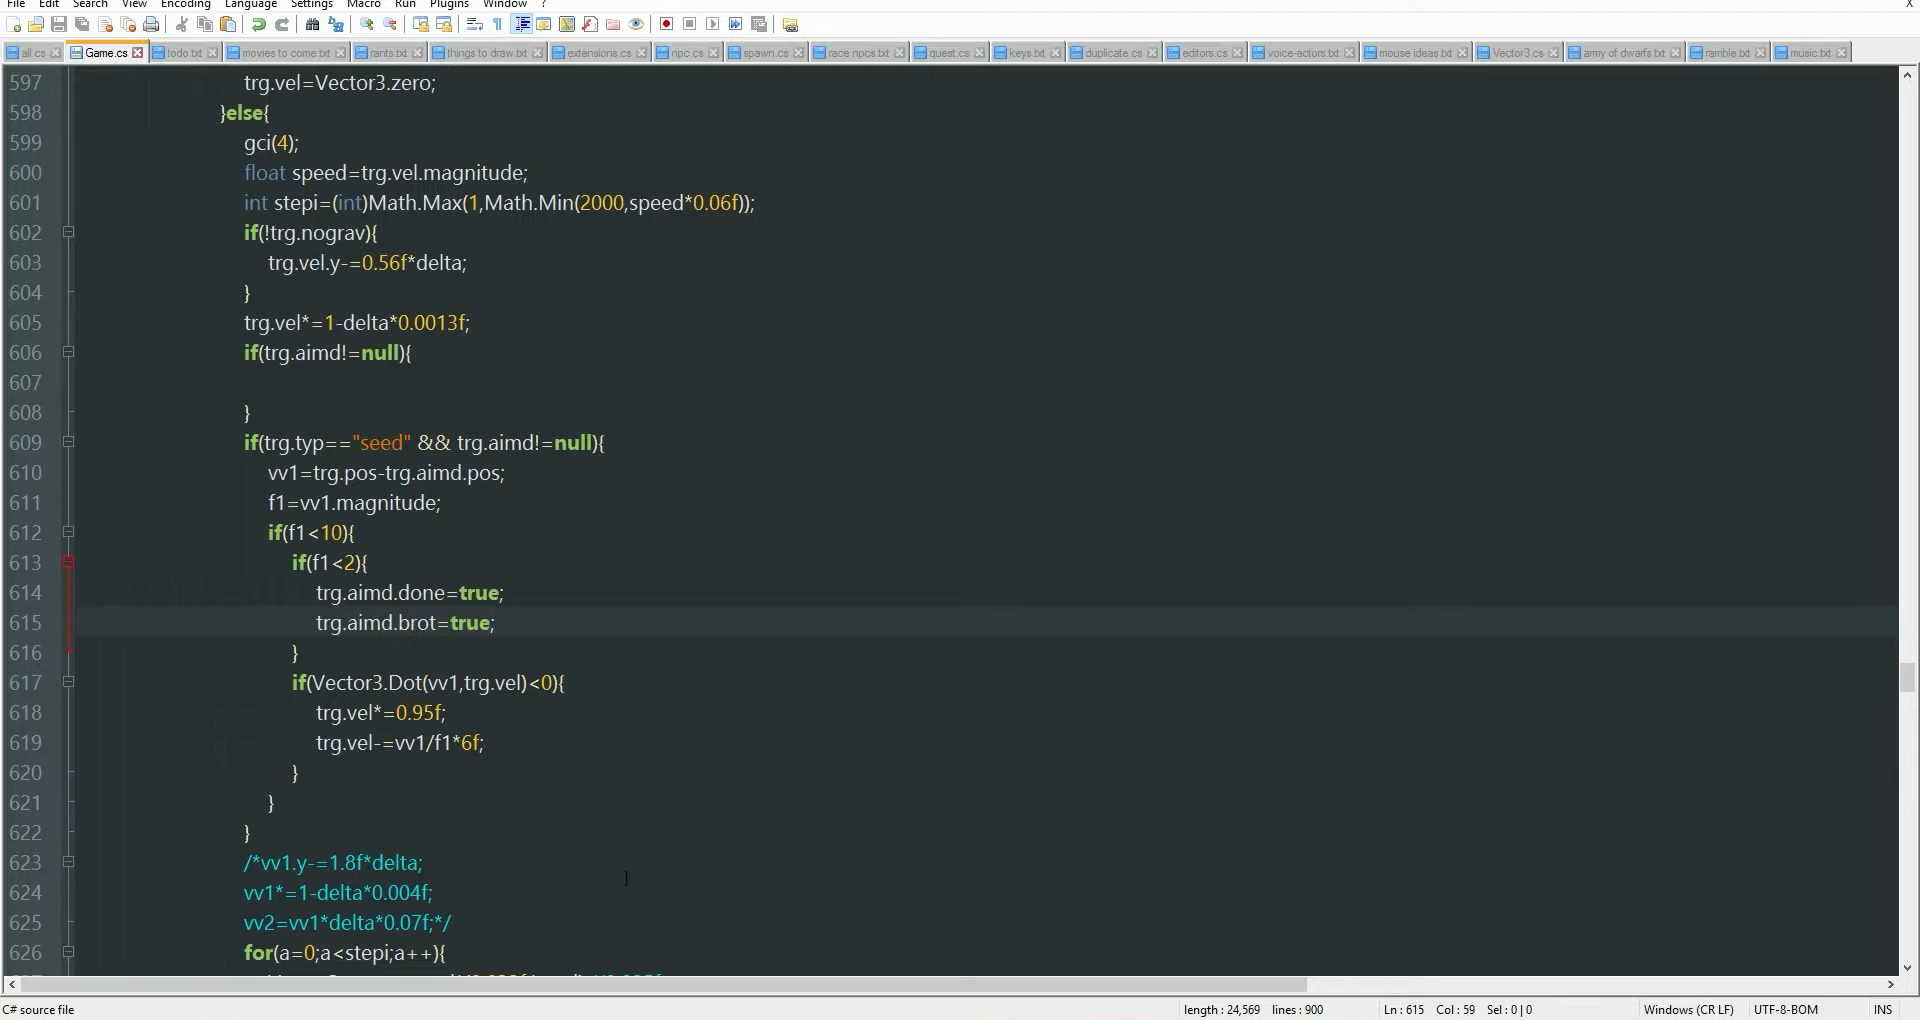 File Edit Search View Encoding Language Settings Macro Run Plugins Window ? X
all.cs Game.cs todo.txt movies to come.txt rants.txt things to draw.txt extensions.cs npc.cs spawn.cs race npcs.txt quest.cs keys.txt duplicate.cs editors.cs voice-actors.txt mouse ideas.txt Vector3.cs army of dwarfs.txt ramble.txt music.txt
597 trg.vel=Vector3.zero;
598 }else{
599 gci(4);
600 float speed=trg.vel.magnitude;
601 int stepi=(int)Math.Max(1,Math.Min(2000,speed*0.06f));
602 if(!trg.nograv){
603 trg.vel.y-=0.56f*delta;
604 }
605 trg.vel*=1-delta*0.0013f;
606 if(trg.aimd!=null){
607
608 }
609 if(trg.typ=="seed" && trg.aimd!=null){
610 vv1=trg.pos-trg.aimd.pos;
611 f1=vv1.magnitude;
612 if(f1<10){
613 if(f1<2){
614 trg.aimd.done=true;
615 trg.aimd.brot=true;
616 }
617 if(Vector3.Dot(vv1,trg.vel)<0){
618 trg.vel*=0.95f;
619 trg.vel-=vv1/f1*6f;
620 }
621 }
622 }
623 /*vv1.y-=1.8f*delta;
624 vv1*=1-delta*0.004f;
625 vv2=vv1*delta*0.07f;*/
626 for(a=0;a<stepi;a++){
C# source file length : 24,569 lines : 900 Ln : 615 Col : 59 Sel : 0 | 0 Windows (CR LF) UTF-8-BOM INS